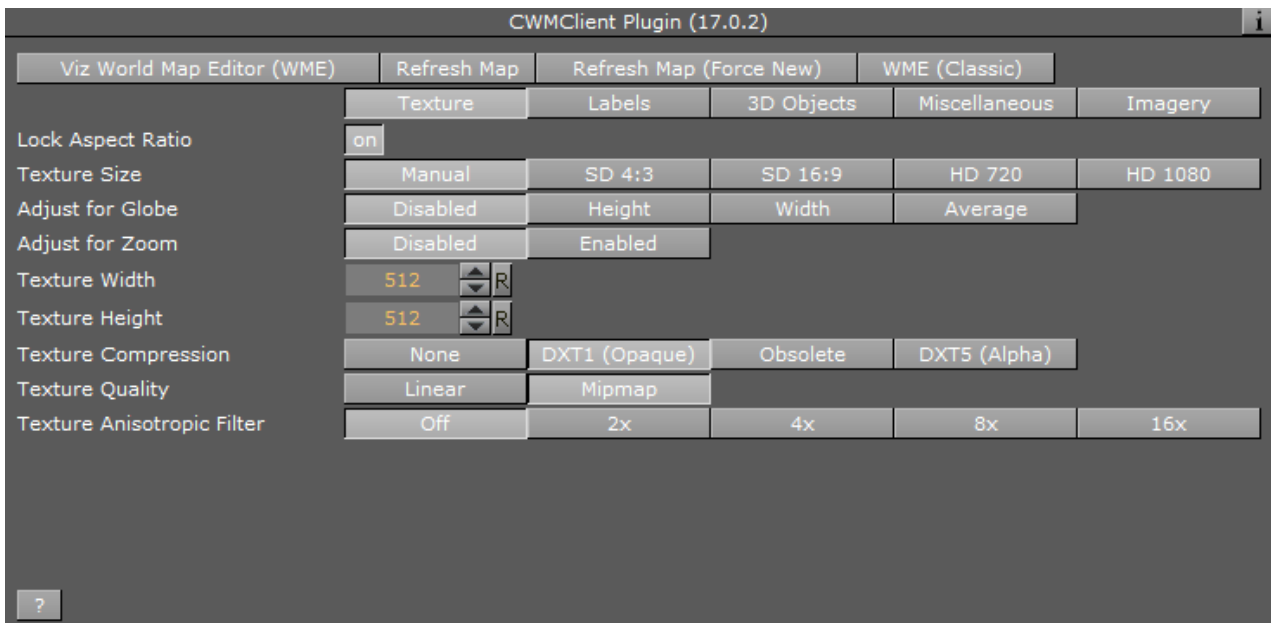 CWMClient Plugin (17.0.2) i
Viz World Map Editor (WME) Refresh Map Refresh Map (Force New) WME (Classic)
Texture Labels 3D Objects Miscellaneous Imagery
Lock Aspect Ratio on
Texture Size Manual SD 4:3 SD 16:9 HD 720 HD 1080
Adjust for Globe Disabled Height Width Average
Adjust for Zoom Disabled Enabled
Texture Width 512 R
Texture Height 512 R
Texture Compression None DXT1 (Opaque) Obsolete DXT5 (Alpha)
Texture Quality Linear Mipmap
Texture Anisotropic Filter Off 2x 4x 8x 16x
?